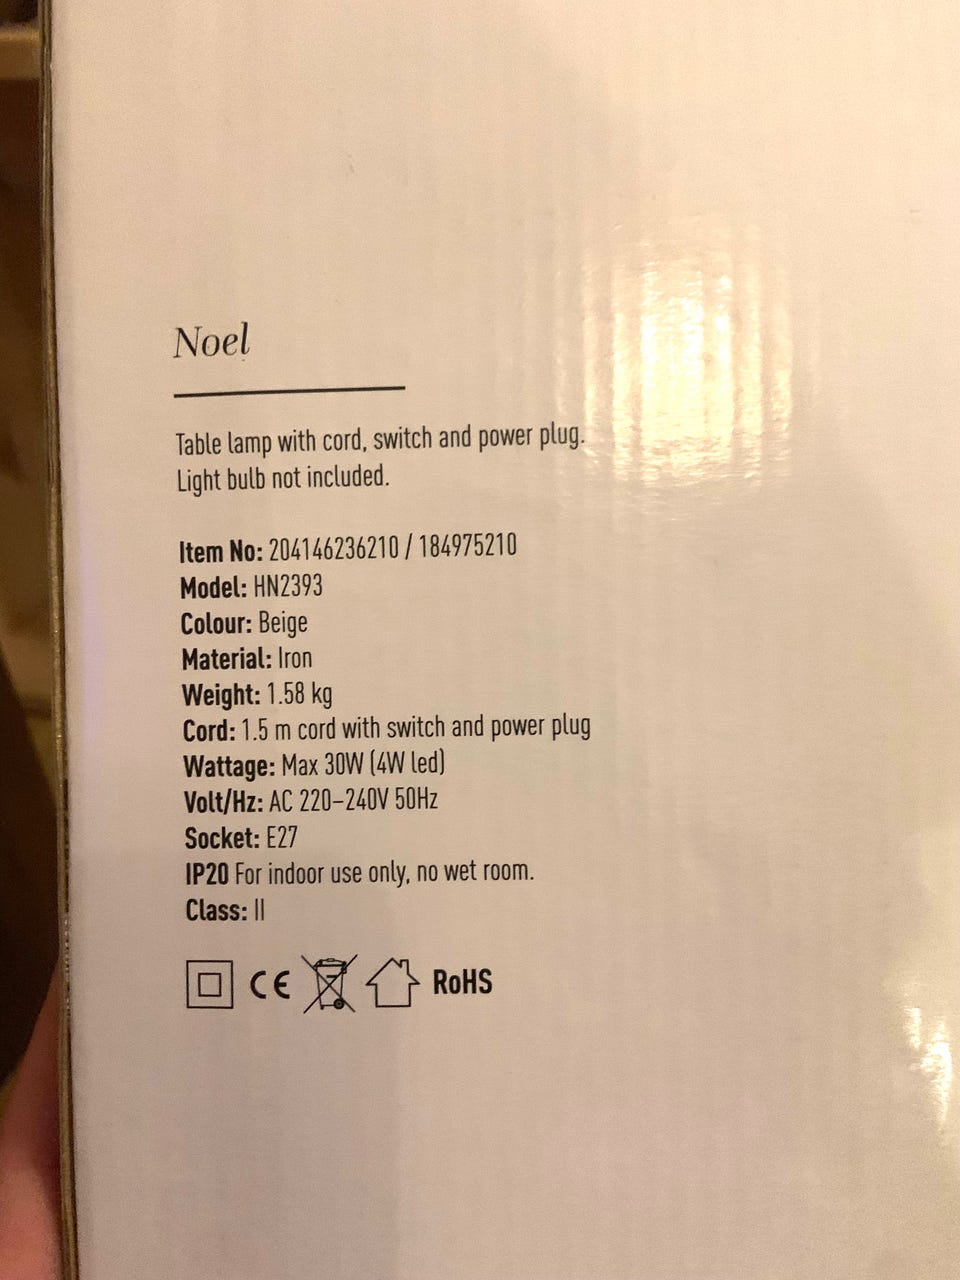 Noel
Table lamp with cord, switch and power plug.
Light bulb not included.
Item No: 204146236210 / 184975210
Model: HN2393
Colour: Beige
Material: Iron
Weight: 1.58 kg
Cord: 1.5 m cord with switch and power plug
Wattage: Max 30W (4W led)
Volt/Hz: AC 220–240V 50Hz
Socket: E27
IP20 For indoor use only, no wet room.
Class: II
CE RoHS